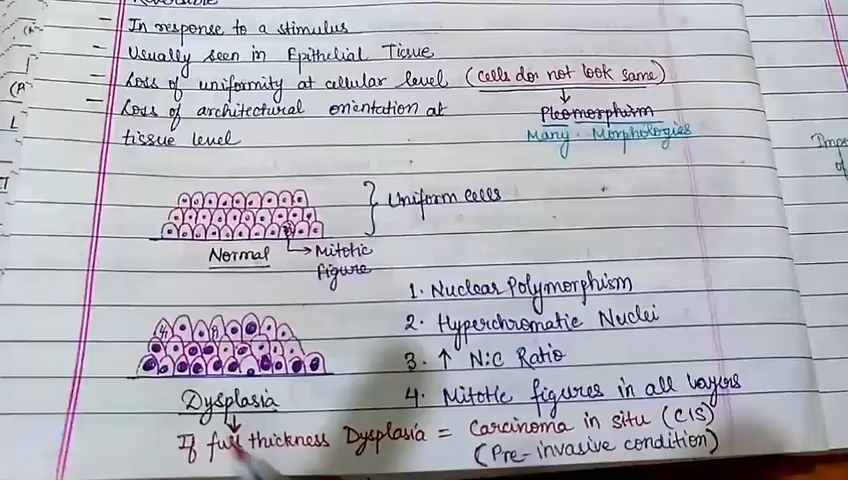 Reversible
- In response to a stimulus
- Usually seen in Epithelial Tissue
- Loss of uniformity at cellular level (cells do not look same)
- Loss of architectural orientation at
tissue level
Pleomorphism
Many Morphologies
Uniform cells
Normal
Mitotic
figure
1. Nuclear Polymorphism
2. Hyperchromatic Nuclei
3. ↑ N:C Ratio
4. Mitotic figures in all layers
Dysplasia
If full thickness Dysplasia = Carcinoma in situ (CIS)
(Pre-invasive condition)
of